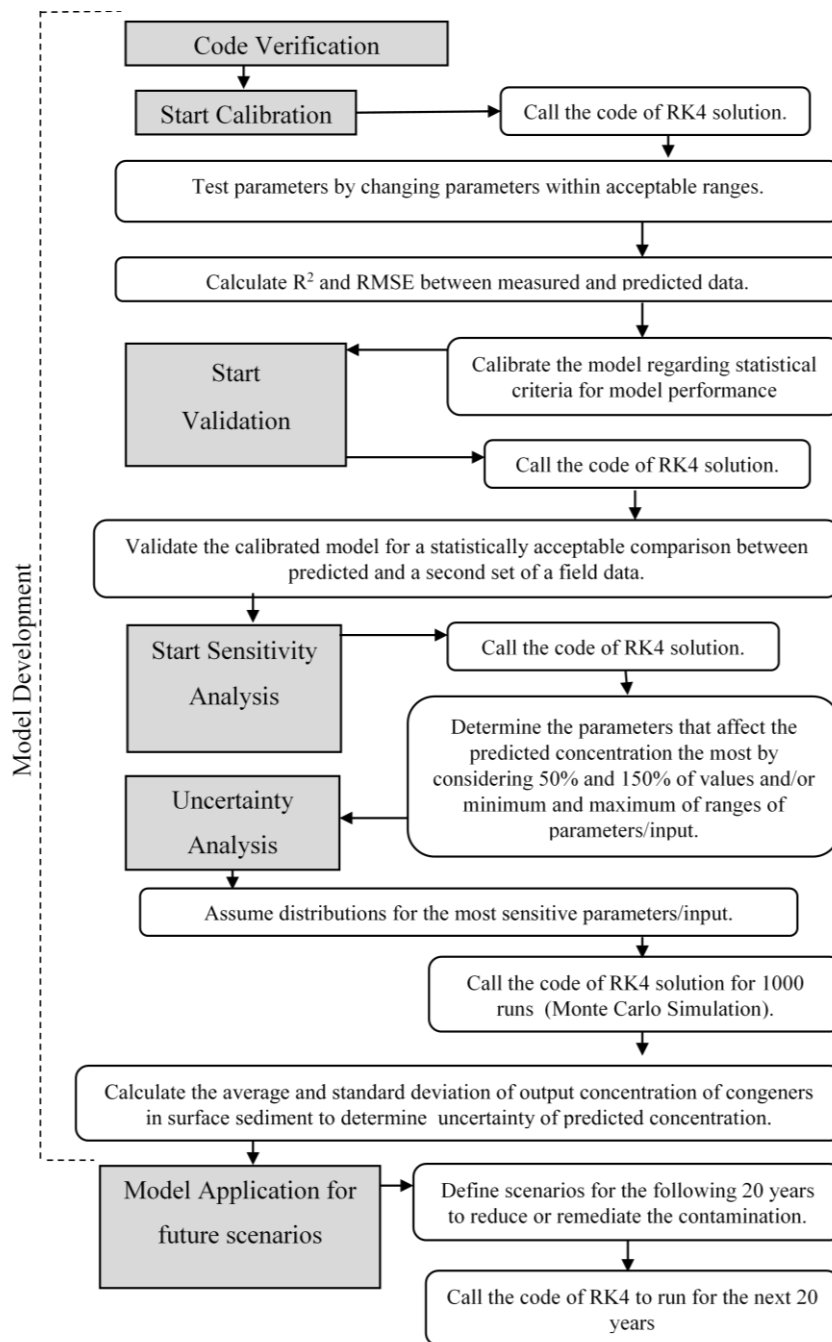 Code Verification
Start Calibration
Call the code of RK4 solution.
Test parameters by changing parameters within acceptable ranges.
Calculate R² and RMSE between measured and predicted data.
Calibrate the model regarding statistical
criteria for model performance
Start
Validation
Call the code of RK4 solution.
Validate the calibrated model for a statistically acceptable comparison between
predicted and a second set of a field data.
Start Sensitivity
Analysis
Call the code of RK4 solution.
Determine the parameters that affect the
predicted concentration the most by
considering 50% and 150% of values and/or
minimum and maximum of ranges of
parameters/input.
Uncertainty
Analysis
Assume distributions for the most sensitive parameters/input.
Call the code of RK4 solution for 1000
runs (Monte Carlo Simulation).
Calculate the average and standard deviation of output concentration of congeners
in surface sediment to determine uncertainty of predicted concentration.
Model Application for
future scenarios
Define scenarios for the following 20 years
to reduce or remediate the contamination.
Call the code of RK4 to run for the next 20
years
Model Development